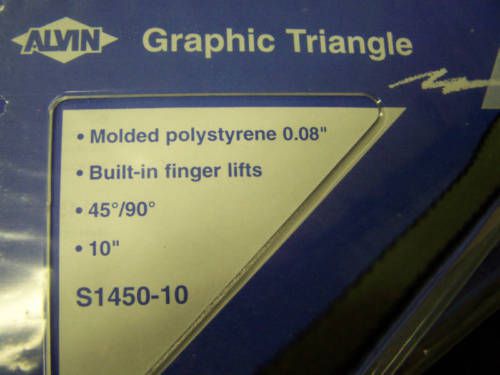 ALVIN Graphic Triangle
• Molded polystyrene 0.08"
• Built-in finger lifts
• 45°/90°
• 10"
S1450-10